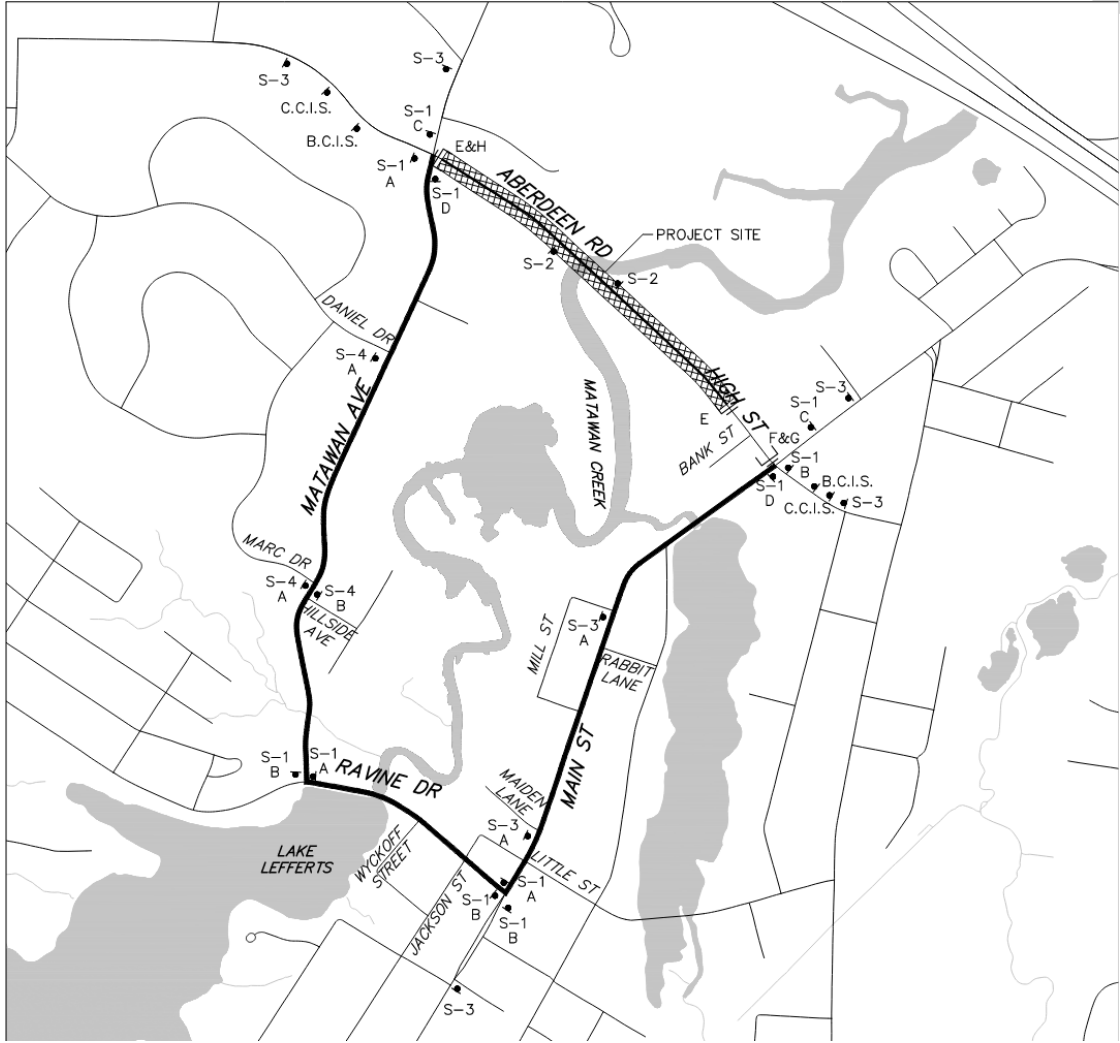 S-3
S-3
C.C.I.S.
S-1
C
B.C.I.S.
E&H
S-1
A
S-1
D
ABERDEEN RD
PROJECT SITE
S-2
S-2
DANIEL DR
S-4
A
MATAWAN AVE
MATAWAN CREEK
HIGH ST
S-3
E
S-1
C
BANK ST
F&G
S-1
B
S-1
D
B.C.I.S.
C.C.I.S.
S-3
MARC DR
S-4
A
S-4
B
HILLSIDE
AVE
MILL ST
S-3
A
RABBIT
LANE
MAIN ST
S-1
B
S-1
A
RAVINE DR
MAIDEN
LANE
S-3
A
LAKE
LEFFERTS
WYCKOFF
STREET
LITTLE ST
JACKSON ST
S-1
A
S-1
B
S-1
B
S-3